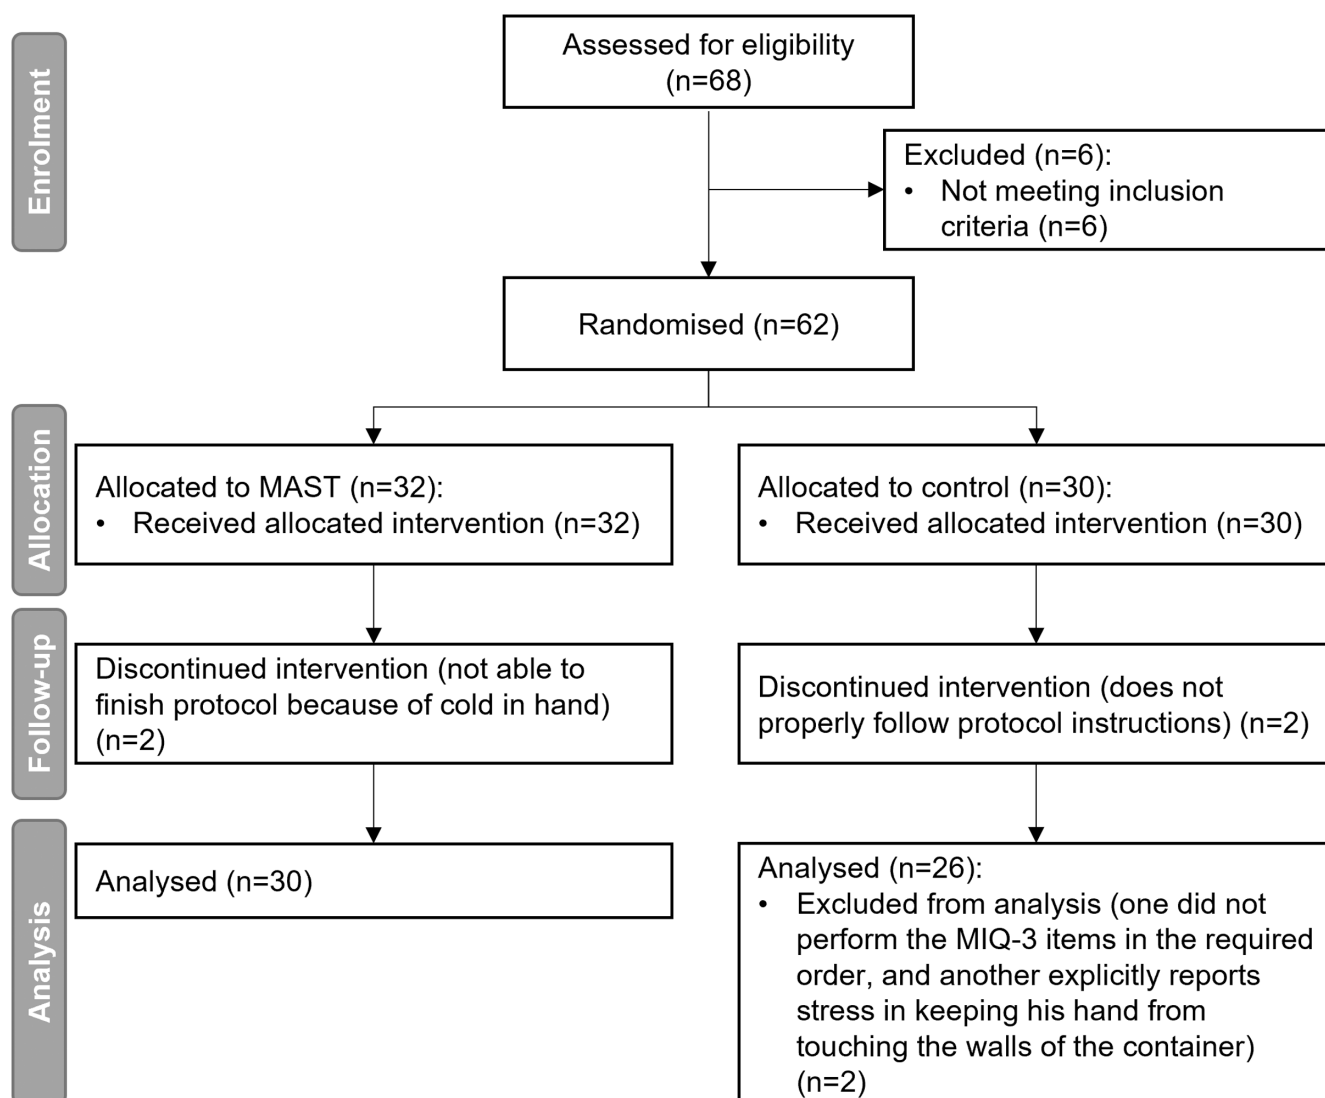 Enrolment
Assessed for eligibility
(n=68)
Excluded (n=6):
• Not meeting inclusion
criteria (n=6)
Randomised (n=62)
Allocation
Allocated to MAST (n=32):
• Received allocated intervention (n=32)
Allocated to control (n=30):
• Received allocated intervention (n=30)
Follow-up
Discontinued intervention (not able to
finish protocol because of cold in hand)
(n=2)
Discontinued intervention (does not
properly follow protocol instructions) (n=2)
Analysis
Analysed (n=30)
Analysed (n=26):
• Excluded from analysis (one did not
perform the MIQ-3 items in the required
order, and another explicitly reports
stress in keeping his hand from
touching the walls of the container)
(n=2)